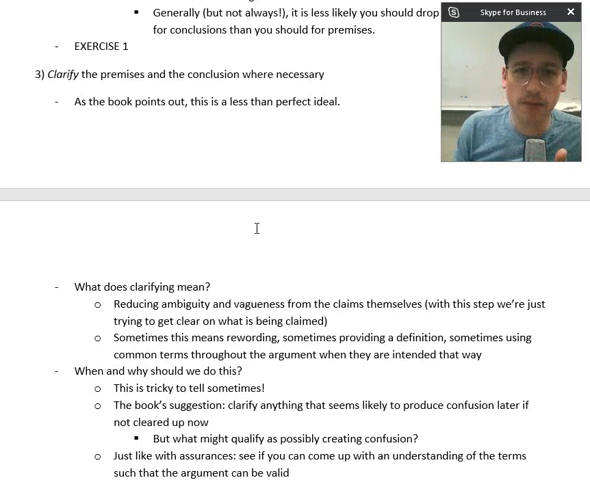 Generally (but not always!), it is less likely you should drop
for conclusions than you should for premises.
- EXERCISE 1
3) Clarify the premises and the conclusion where necessary
- As the book points out, this is a less than perfect ideal.
Skype for Business
- What does clarifying mean?
o Reducing ambiguity and vagueness from the claims themselves (with this step we're just
trying to get clear on what is being claimed)
o Sometimes this means rewording, sometimes providing a definition, sometimes using
common terms throughout the argument when they are intended that way
- When and why should we do this?
o This is tricky to tell sometimes!
o The book's suggestion: clarify anything that seems likely to produce confusion later if
not cleared up now
▪ But what might qualify as possibly creating confusion?
o Just like with assurances: see if you can come up with an understanding of the terms
such that the argument can be valid